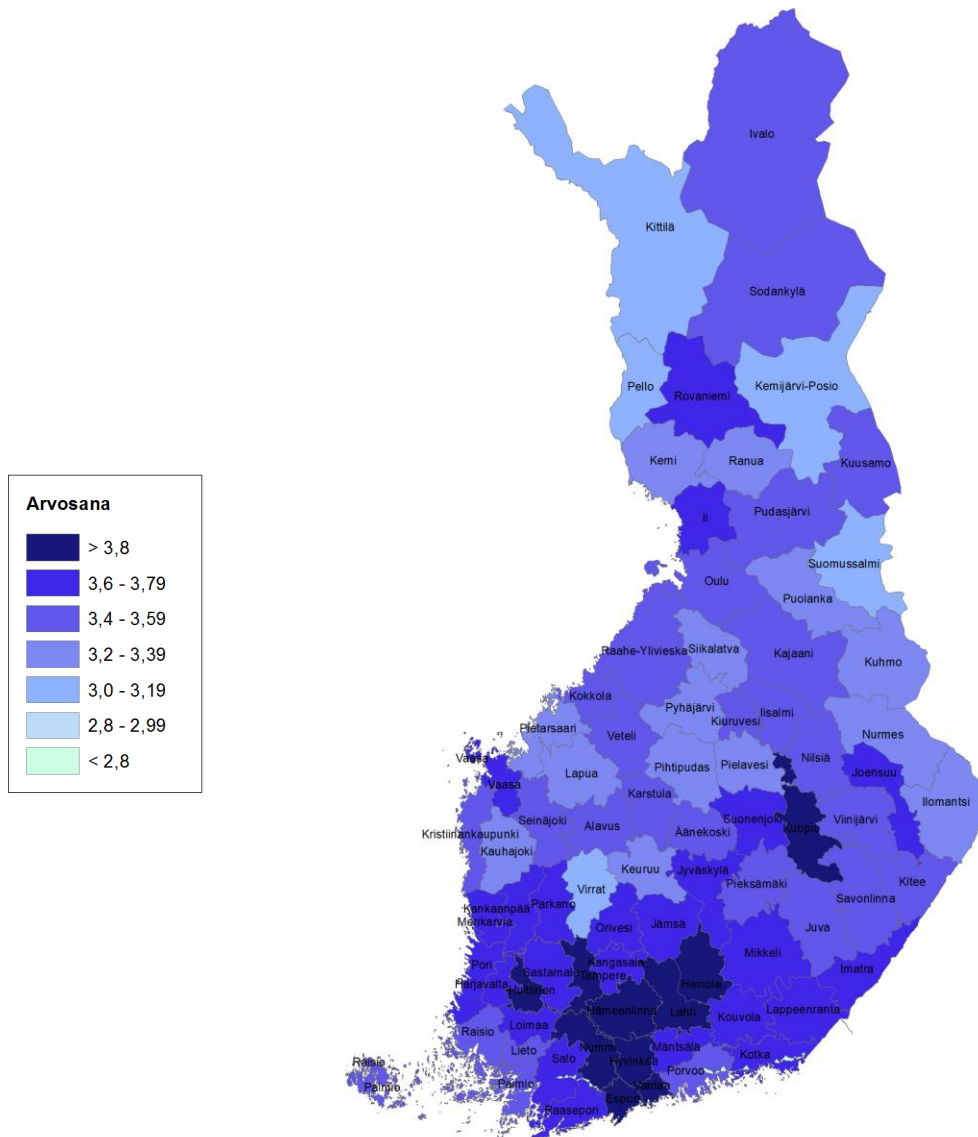 Ivalo
Kittilä
Sodankylä
Pello
Rovaniemi
Kemijärvi-Posio
Kemi
Ranua
Kuusamo
Ii
Pudasjärvi
Arvosana
> 3,8
3,6 - 3,79
3,4 - 3,59
3,2 - 3,39
3,0 - 3,19
2,8 - 2,99
< 2,8
Suomussalmi
Oulu
Puolanka
Raahe-Ylivieska
Siikalatva
Kajaani
Kuhmo
Kokkola
Pyhäjärvi
Kiuruvesi
Iisalmi
Pietarsaari
Veteli
Nurmes
Vaasa
Nilsiä
Lapua
Pihtipudas
Pielavesi
Joensuu
Vaasa
Karstula
Ilomantsi
Seinäjoki
Alavus
Suonenjoki
Kuopio
Viinijärvi
Kristiinankaupunki
Äänekoski
Kauhajoki
Keuruu
Jyväskylä
Virrat
Pieksämäki
Kitee
Savonlinna
Parkano
Kankaanpää
Merikarvia
Orivesi
Jämsä
Juva
Mikkeli
Pori
Sastamala
Kangasala
Tampere
Imatra
Harjavalta
Huittinen
Heinola
Hämeenlinna
Lahti
Kouvola
Lappeenranta
Raisio
Loimaa
Lieto
Salo
Nummi
Hyvinkää
Mäntsälä
Kotka
Raisio
Paimio
Paimio
Porvoo
Vantaa
Espoo
Raasepori